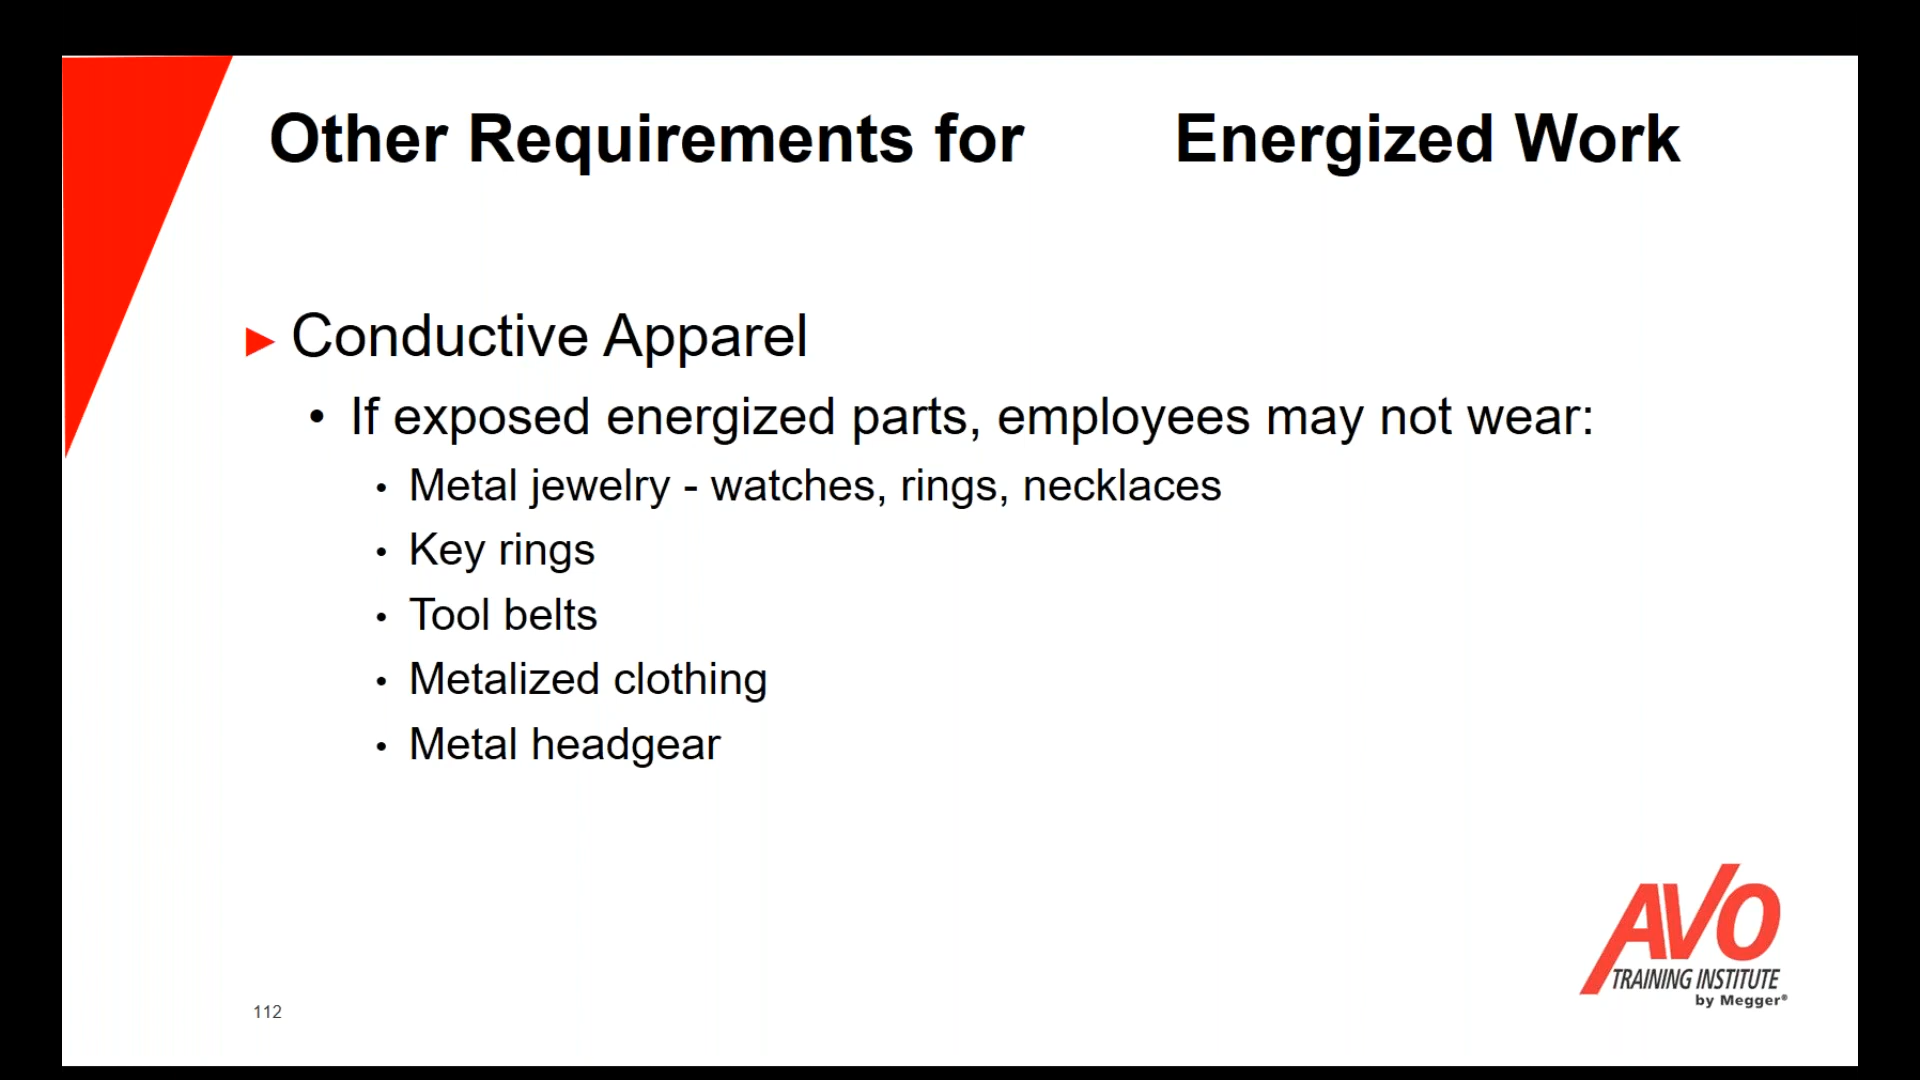 Other Requirements for Energized Work
► Conductive Apparel
• If exposed energized parts, employees may not wear:
• Metal jewelry - watches, rings, necklaces
• Key rings
• Tool belts
• Metalized clothing
• Metal headgear
AVO
TRAINING INSTITUTE
by Megger®
112